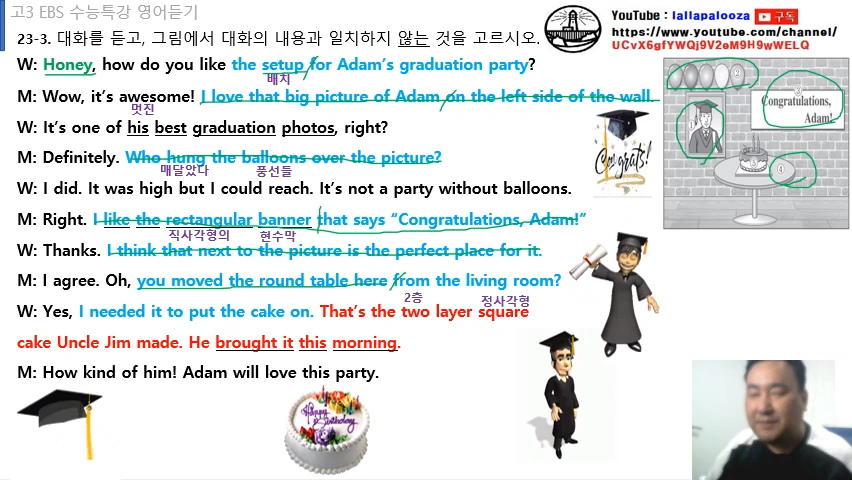 고3 EBS 수능특강 영어듣기
YouTube : lallapalooza 구독
https://www.youtube.com/channel/
UCvX6gfYWQj9V2eM9H9wWELQ
23-3. 대화를 듣고, 그림에서 대화의 내용과 일치하지 않는 것을 고르시오.
W: Honey, how do you like the setup for Adam's graduation party?
배치
M: Wow, it's awesome! I love that big picture of Adam on the left side of the wall.
멋진
W: It's one of his best graduation photos, right?
M: Definitely. Who hung the balloons over the picture?
매달았다 풍선들
W: I did. It was high but I could reach. It's not a party without balloons.
M: Right. I like the rectangular banner that says “Congratulations, Adam!”
직사각형의 현수막
W: Thanks. I think that next to the picture is the perfect place for it.
M: I agree. Oh, you moved the round table here from the living room?
2층 정사각형
W: Yes, I needed it to put the cake on. That's the two layer square
cake Uncle Jim made. He brought it this morning.
M: How kind of him! Adam will love this party.
②
①
③
Congratulations,
Adam!
⑤
④
Congrats!
Happy
Birthday